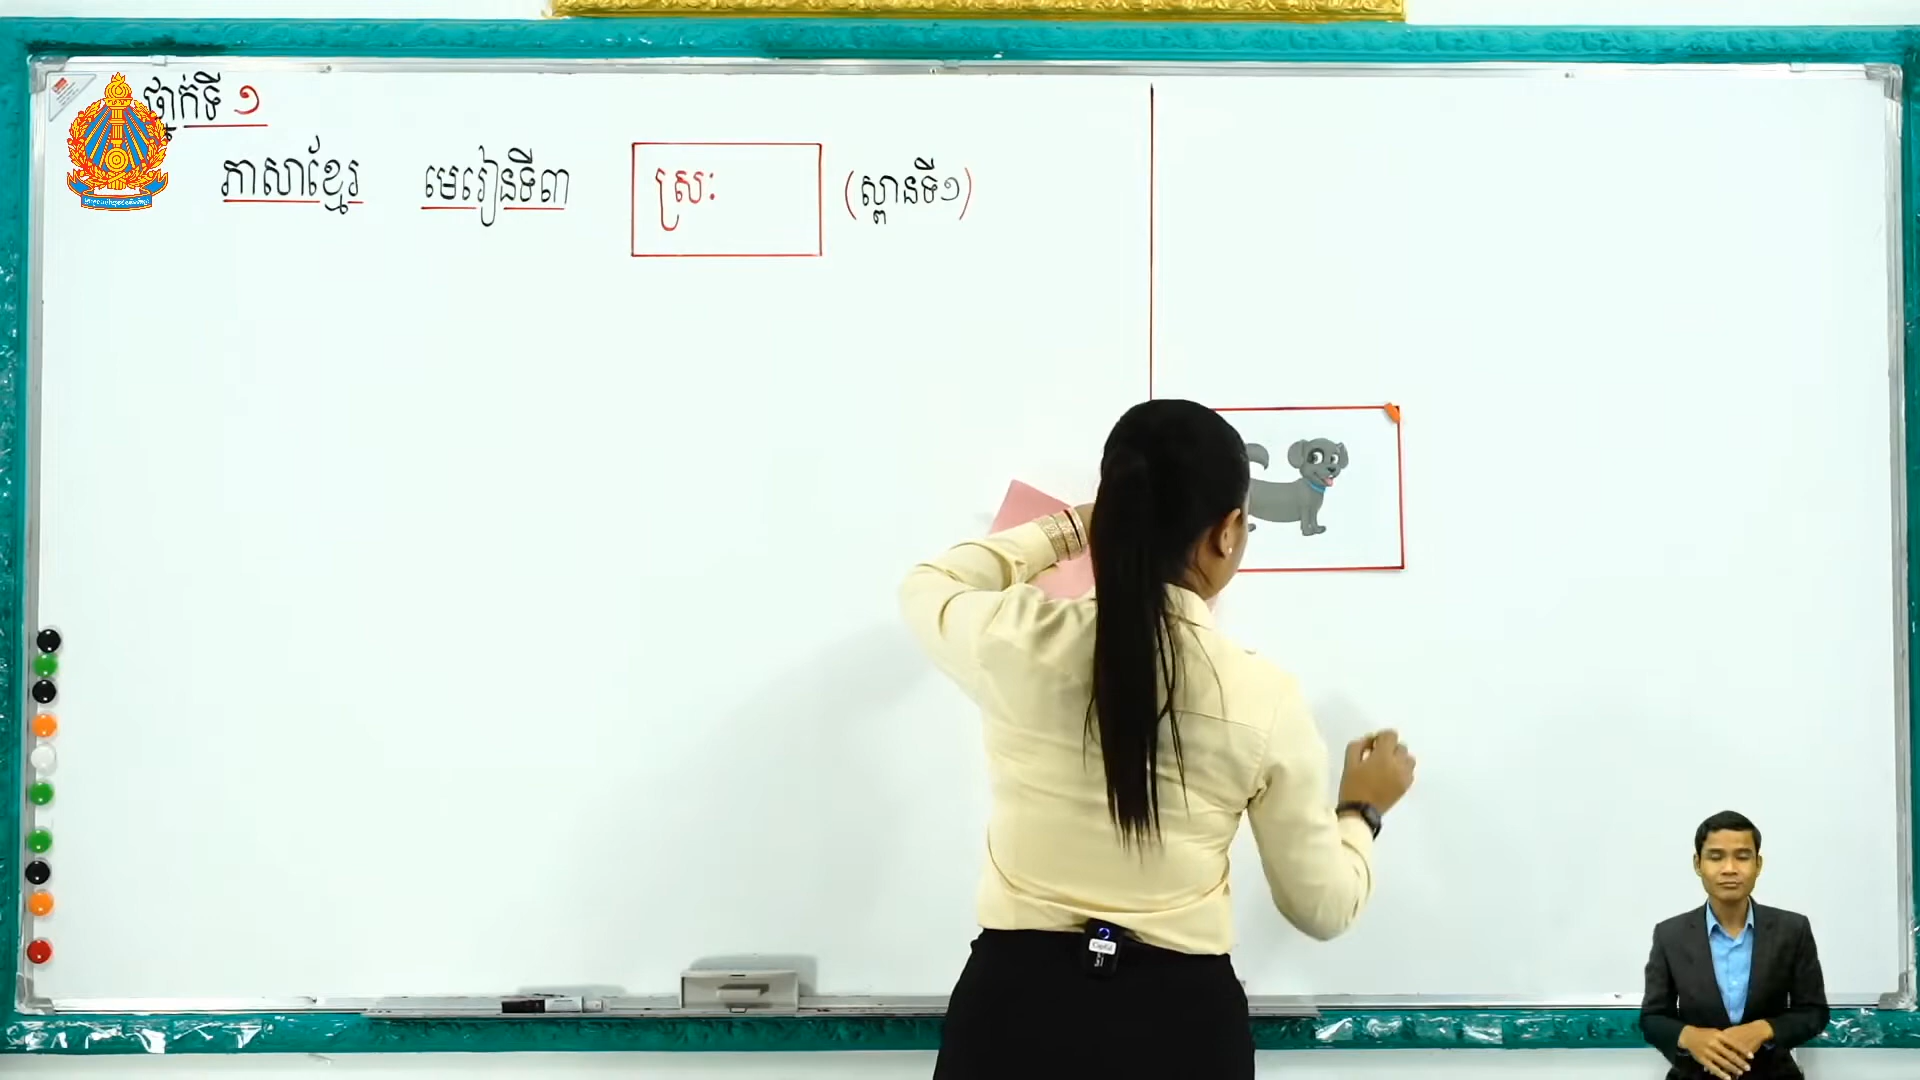 ថ្នាក់ទី ១
ភាសាខ្មែរ មេរៀនទី៣ ស្រៈ (ស្ពានទី១)